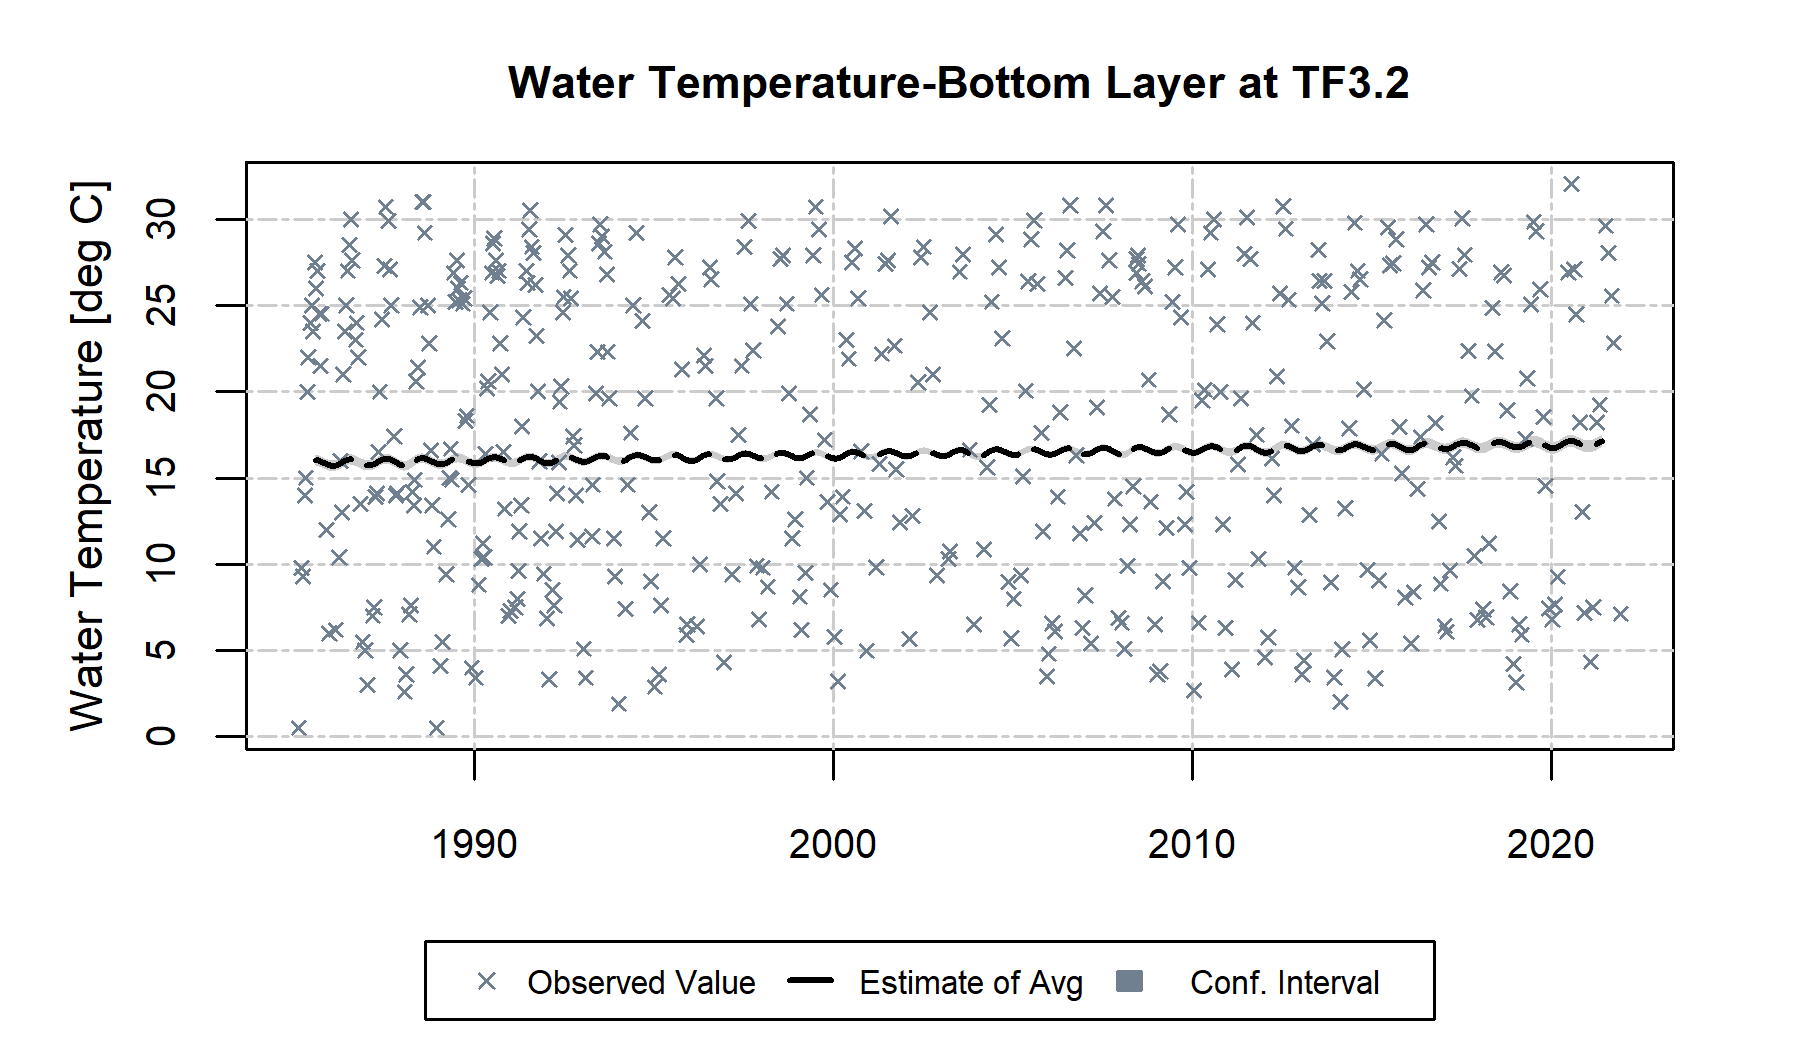 Water Temperature-Bottom Layer at TF3.2
Water Temperature [deg C]
30
25
20
15
10
5
0
1990 2000 2010 2020
Observed Value Estimate of Avg Conf. Interval